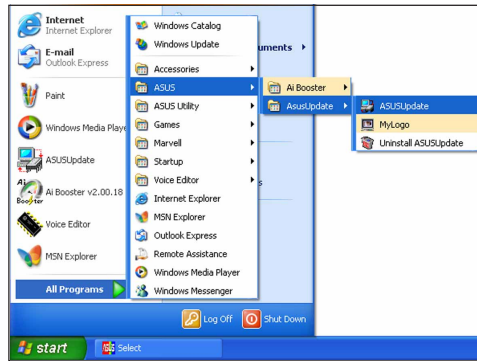 Internet
Internet Explorer
E-mail
Outlook Express
Paint
Windows Media Playe
ASUSUpdate
Ai Booster v2.00.18
Voice Editor
MSN Explorer
All Programs
Windows Catalog
Windows Update
Accessories
ASUS
ASUS Utility
Games
Marvell
Startup
Voice Editor
Internet Explorer
MSN Explorer
Outlook Express
Remote Assistance
Windows Media Player
Windows Messenger
uments
s
Ai Booster
AsusUpdate
ASUSUpdate
MyLogo
Uninstall ASUSUpdate
Log Off
Shut Down
start
Select